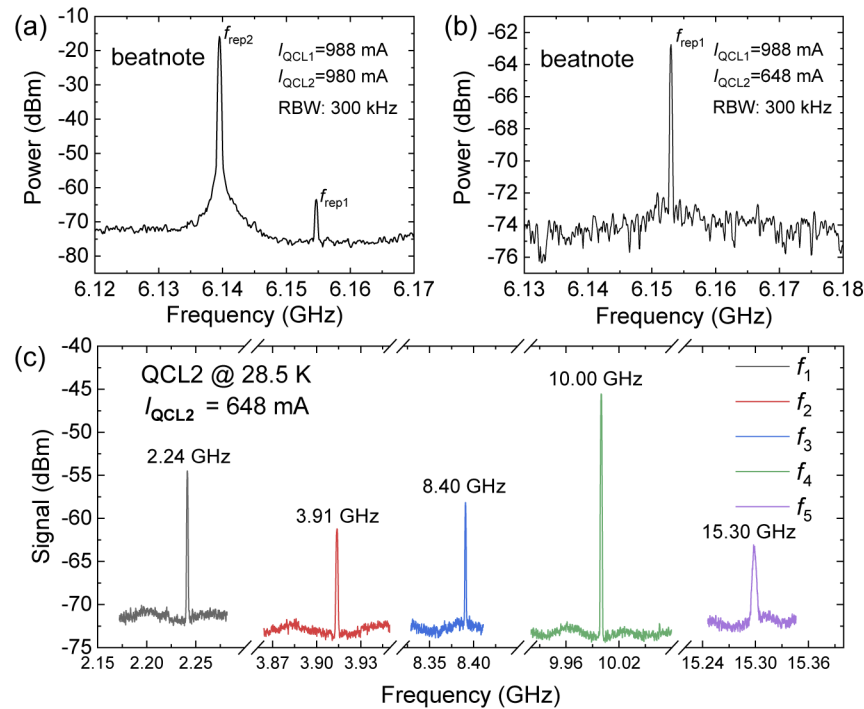 (a)
-10
-20
-30
-40
-50
-60
-70
-80
Power (dBm)
beatnote
f_rep2
f_rep1
I_QCL1=988 mA
I_QCL2=980 mA
RBW: 300 kHz
6.12 6.13 6.14 6.15 6.16 6.17
Frequency (GHz)
(b)
-62
-64
-66
-68
-70
-72
-74
-76
Power (dBm)
beatnote
f_rep1
I_QCL1=988 mA
I_QCL2=648 mA
RBW: 300 kHz
6.13 6.14 6.15 6.16 6.17 6.18
Frequency (GHz)
(c)
-40
-45
-50
-55
-60
-65
-70
-75
Signal (dBm)
QCL2 @ 28.5 K
I_QCL2 = 648 mA
2.24 GHz
3.91 GHz
8.40 GHz
10.00 GHz
15.30 GHz
f1
f2
f3
f4
f5
2.15 2.20 2.25 3.87 3.90 3.93 8.35 8.40 9.96 10.02 15.24 15.30 15.36
Frequency (GHz)